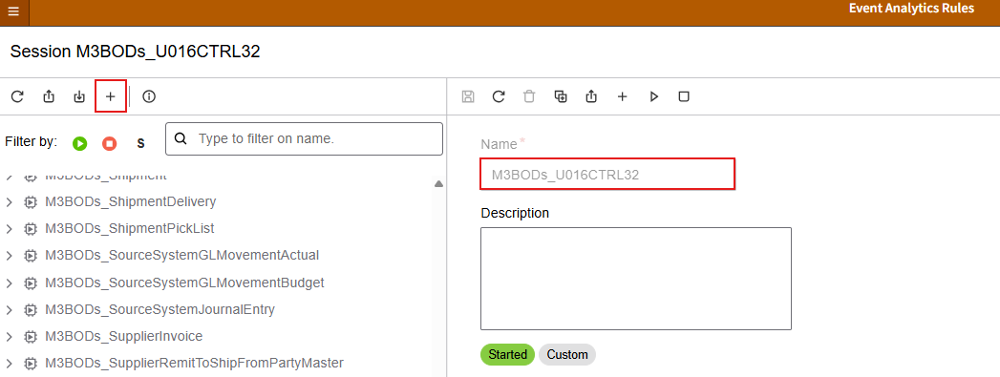 Event Analytics Rules
Session M3BODs_U016CTRL32
Filter by:
S
Type to filter on name.
M3BODs_Shipment
M3BODs_ShipmentDelivery
M3BODs_ShipmentPickList
M3BODs_SourceSystemGLMovementActual
M3BODs_SourceSystemGLMovementBudget
M3BODs_SourceSystemJournalEntry
M3BODs_SupplierInvoice
M3BODs_SupplierRemitToShipFromPartyMaster
Name*
M3BODs_U016CTRL32
Description
Started Custom